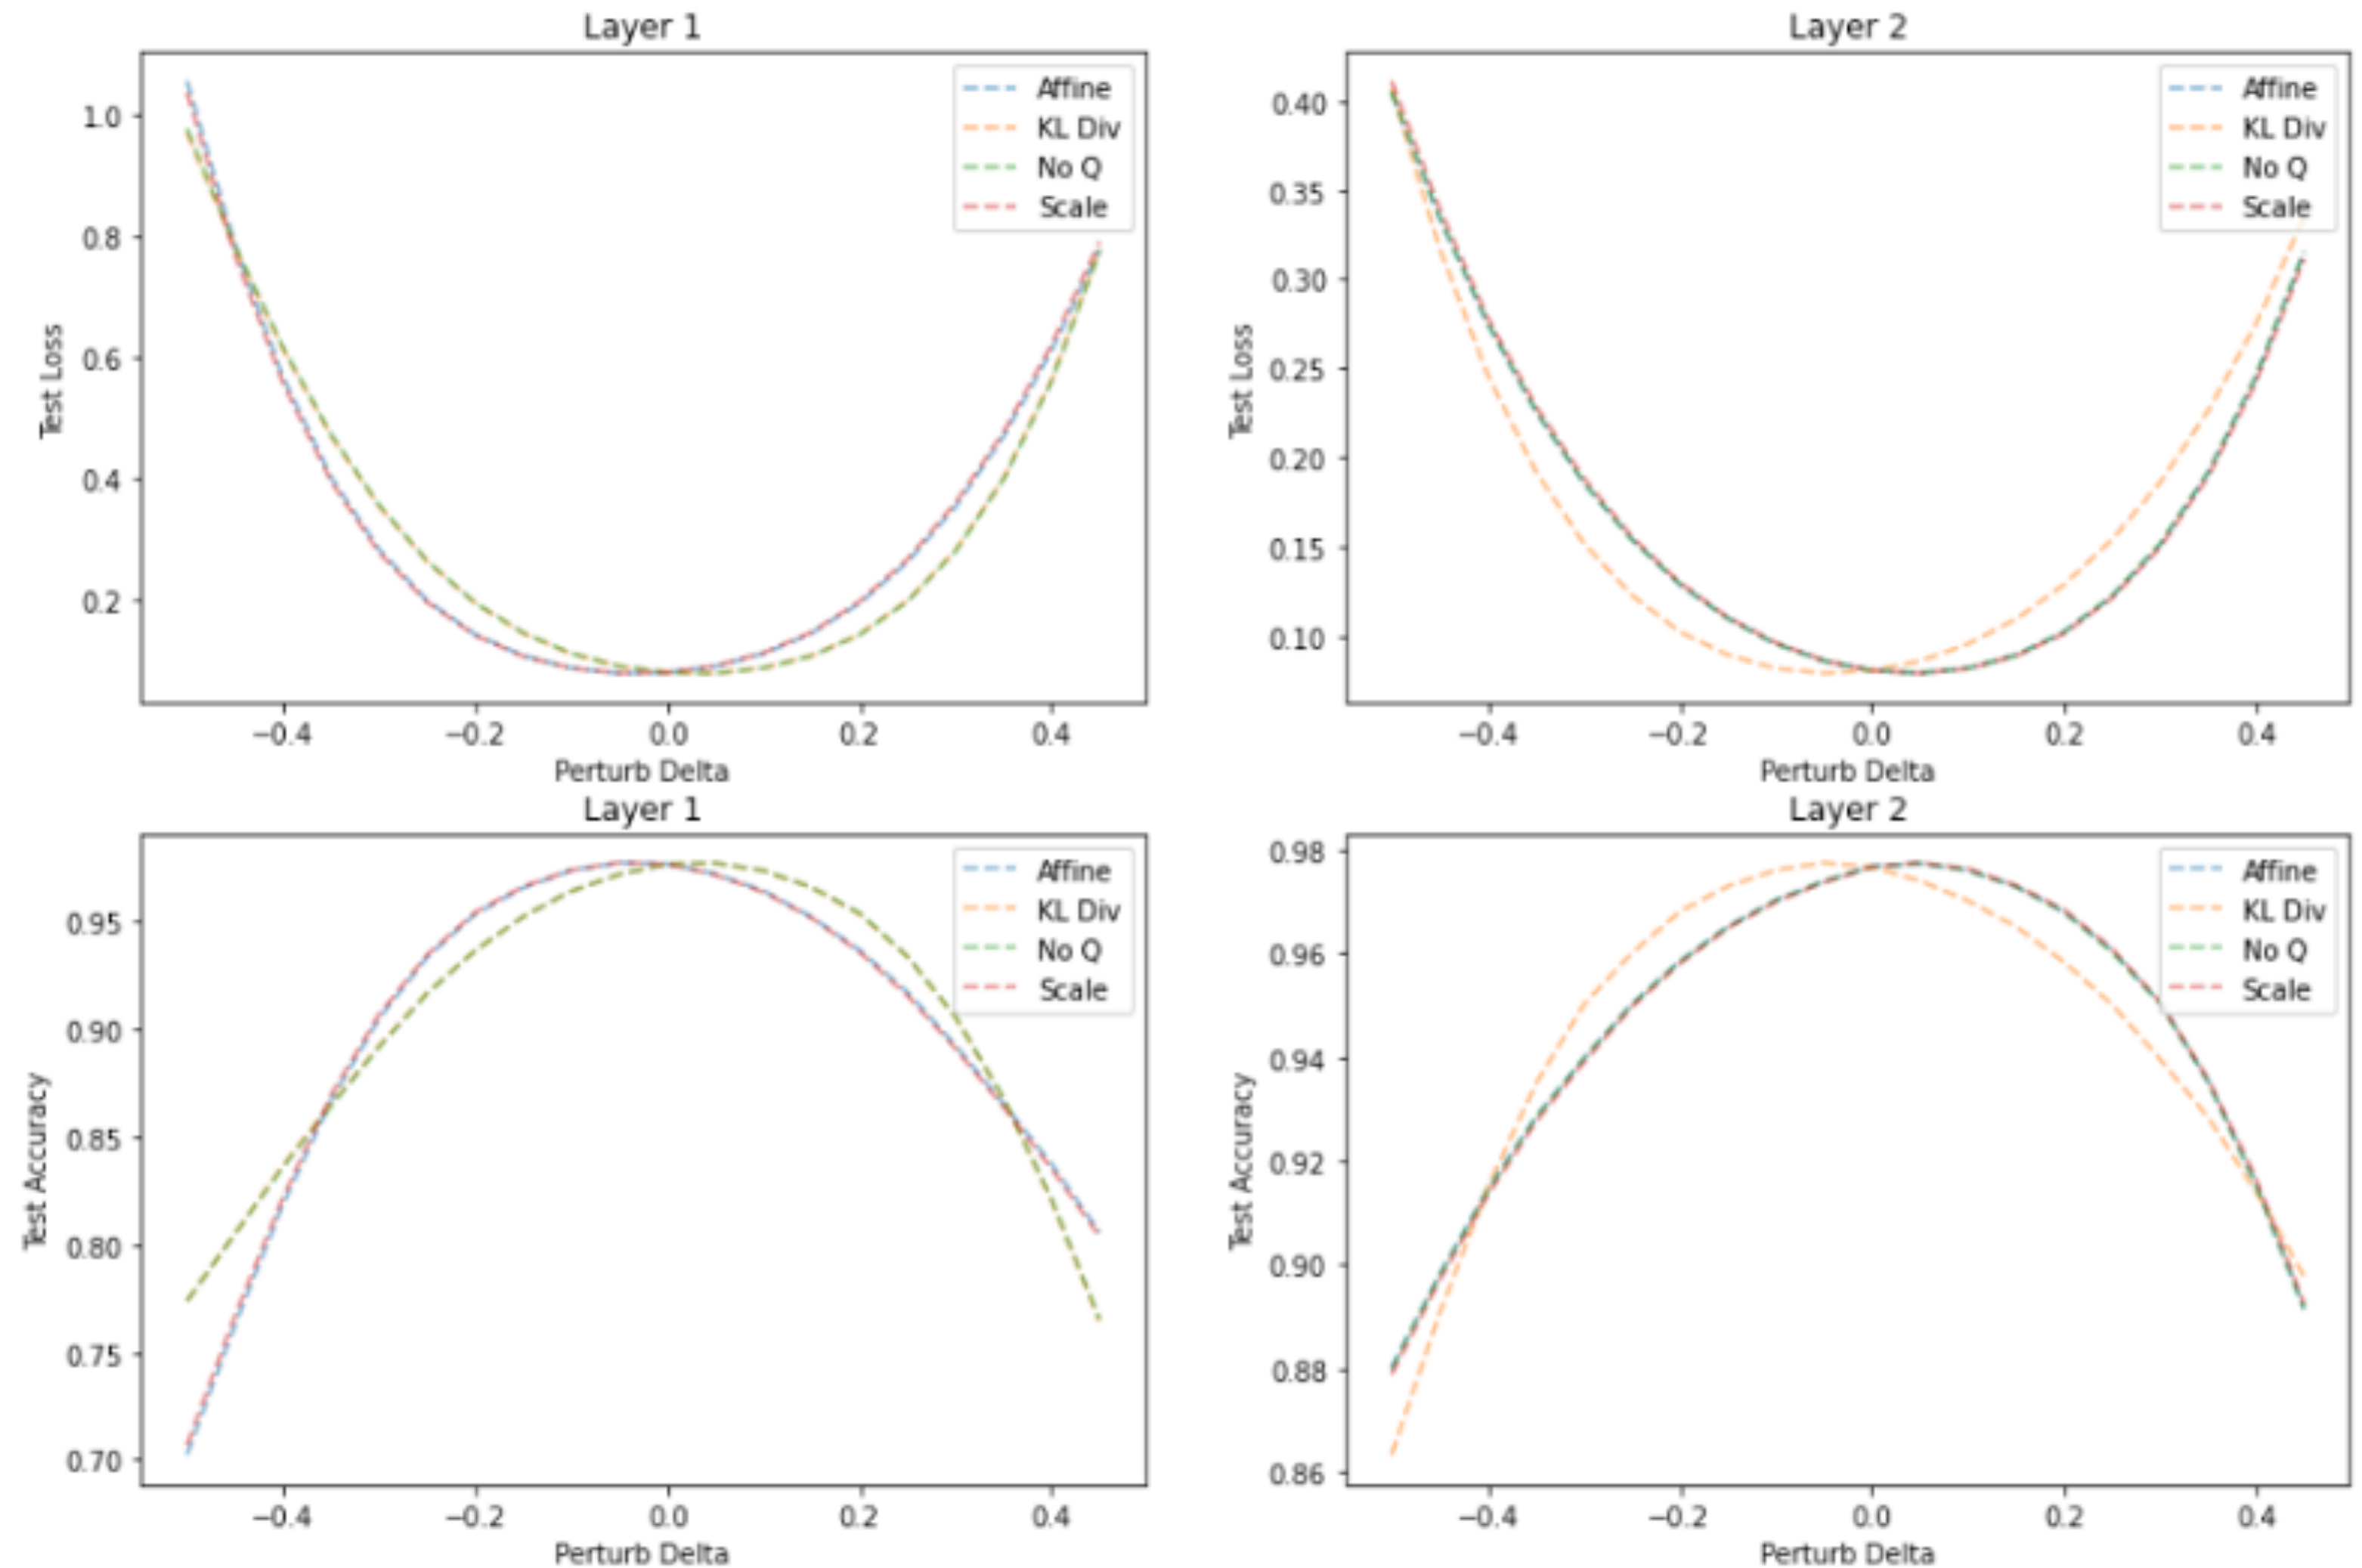 Layer 1
Affine
KL Div
No Q
Scale
1.0
0.8
0.6
0.4
0.2
Test Loss
−0.4 −0.2 0.0 0.2 0.4
Perturb Delta
Layer 2
Affine
KL Div
No Q
Scale
0.40
0.35
0.30
0.25
0.20
0.15
0.10
Test Loss
−0.4 −0.2 0.0 0.2 0.4
Perturb Delta
Layer 1
Affine
KL Div
No Q
Scale
0.95
0.90
0.85
0.80
0.75
0.70
Test Accuracy
−0.4 −0.2 0.0 0.2 0.4
Perturb Delta
Layer 2
Affine
KL Div
No Q
Scale
0.98
0.96
0.94
0.92
0.90
0.88
0.86
Test Accuracy
−0.4 −0.2 0.0 0.2 0.4
Perturb Delta